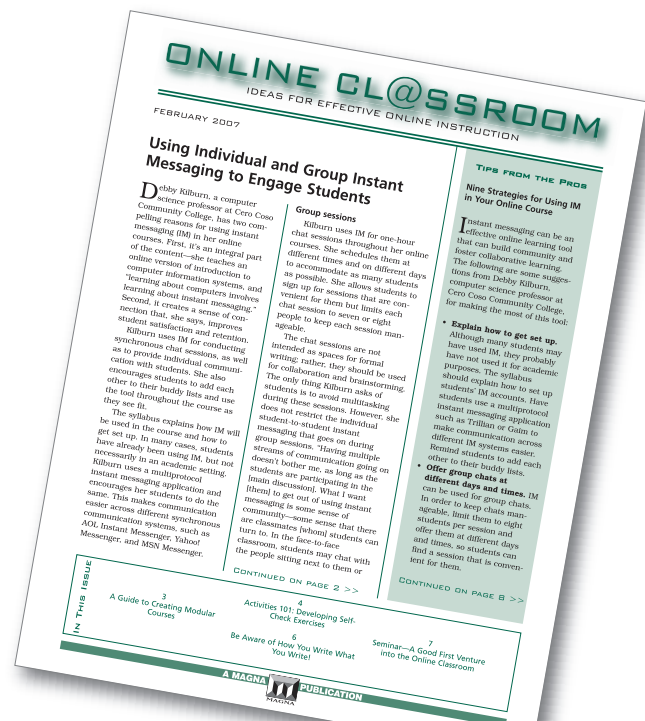 ONLINE CL@SSROOM
IDEAS FOR EFFECTIVE ONLINE INSTRUCTION
FEBRUARY 2007
Using Individual and Group Instant
Messaging to Engage Students
Debby Kilburn, a computer
science professor at Cero Coso
Community College, has two com-
pelling reasons for using instant
messaging (IM) in her online
courses. First, it's an integral part
of the content—she teaches an
online version of introduction to
computer information systems, and
"learning about computers involves
learning about instant messaging."
Second, it creates a sense of con-
nection that, she says, improves
student satisfaction and retention.
Kilburn uses IM for conducting
synchronous chat sessions, as well
as to provide individual communi-
cation with students. She also
encourages students to add each
other to their buddy lists and use
the tool throughout the course as
they see fit.
The syllabus explains how IM will
be used in the course and how to
get set up. In many cases, students
have already been using IM, but not
necessarily in an academic setting.
Kilburn uses a multiprotocol
instant messaging application and
encourages her students to do the
same. This makes communication
easier across different synchronous
communication systems, such as
AOL Instant Messenger, Yahoo!
Messenger, and MSN Messenger.
Group sessions
Kilburn uses IM for one-hour
chat sessions throughout her online
courses. She schedules them at
different times and on different days
to accommodate as many students
as possible. She allows students to
sign up for sessions that are con-
venient for them but limits each
chat session to seven or eight
people to keep each session man-
ageable.
The chat sessions are not
intended as spaces for formal
writing; rather, they should be used
for collaboration and brainstorming.
The only thing Kilburn asks of
students is to avoid multitasking
during these sessions. However, she
does not restrict the individual
student-to-student instant
messaging that goes on during
group sessions. "Having multiple
streams of communication going on
doesn't bother me, as long as the
students are participating in the
[main discussion]. What I want
[them] to get out of using instant
messaging is some sense of
community—some sense that there
are classmates [whom] students can
turn to. In the face-to-face
classroom, students may chat with
the people sitting next to them or
CONTINUED ON PAGE 2 >>
TIPS FROM THE PROS
Nine Strategies for Using IM
in Your Online Course
Instant messaging can be an
effective online learning tool
that can build community and
foster collaborative learning.
The following are some sugges-
tions from Debby Kilburn,
computer science professor at
Cero Coso Community College,
for making the most of this tool:
• Explain how to get set up.
Although many students may
have used IM, they probably
have not used it for academic
purposes. The syllabus
should explain how to set up
students' IM accounts. Have
students use a multiprotocol
instant messaging application
such as Trillian or Gaim to
make communication across
different IM systems easier.
Remind students to add each
other to their buddy lists.
• Offer group chats at
different days and times. IM
can be used for group chats.
In order to keep chats man-
ageable, limit them to eight
students per session and
offer them at different days
and times, so students can
find a session that is conven-
ient for them.
CONTINUED ON PAGE 8 >>
IN THIS ISSUE
3
A Guide to Creating Modular
Courses
4
Activities 101: Developing Self-
Check Exercises
6
Be Aware of How You Write What
You Write!
7
Seminar—A Good First Venture
into the Online Classroom
A MAGNA PUBLICATION
MAGNA